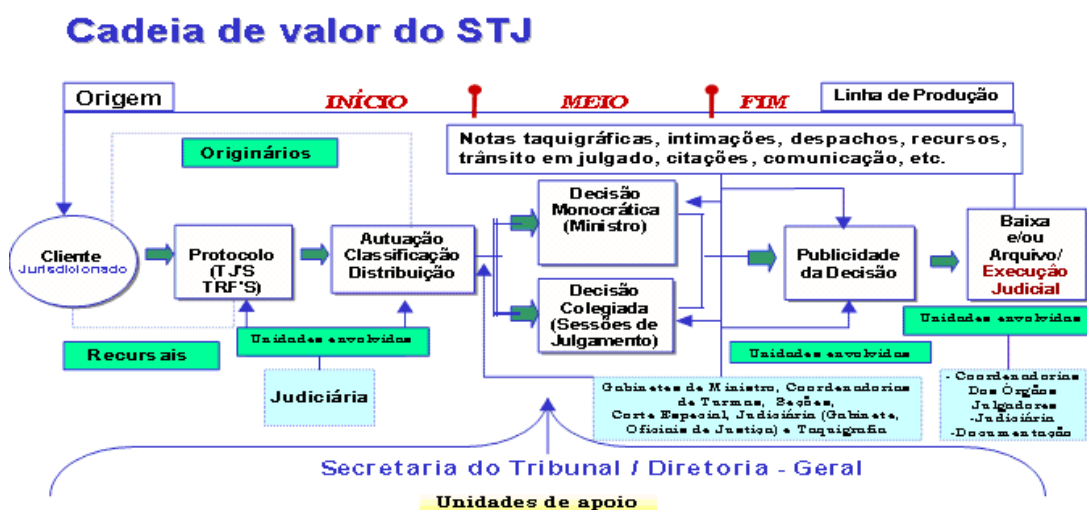 Cadeia de valor do STJ
Origem
INÍCIO
MEIO
FIM
Linha de Produção
Notas taquigráficas, intimações, despachos, recursos,
trânsito em julgado, citações, comunicação, etc.
Originários
Cliente
Jurisdicionado
Protocolo
(TJ'S
TRF'S)
Autuação
Classificação
Distribuição
Decisão
Monocrática
(Ministro)
Decisão
Colegiada
(Sessões de
Julgamento)
Publicidade
da Decisão
Baixa
e/ou
Arquivo/
Execução
Judicial
Recursais
Unidades envolvidas
Judiciária
Unidades envolvidas
Gabinetes de Ministro, Coordenadorias
de Turmas, Seções,
Corte Especial, Judiciária (Gabinete,
Oficiais de Justiça) e Taquigrafia
Unidades envolvidas
- Coordenadorias
Dos Órgãos
Julgadores
-Judiciária
-Documentação
Secretaria do Tribunal / Diretoria - Geral
Unidades de apoio